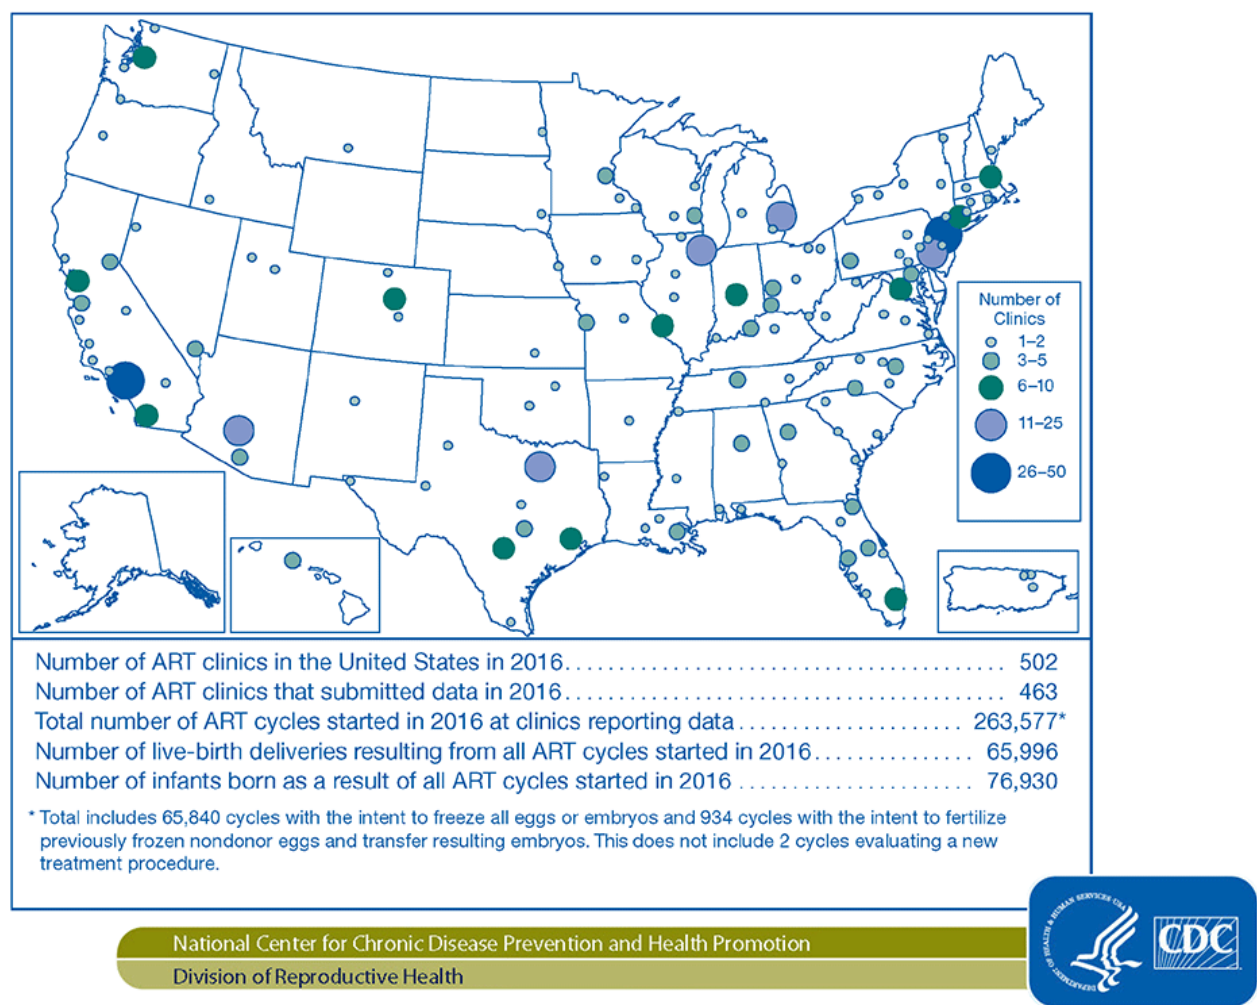 Number of
Clinics
1–2
3–5
6–10
11–25
26–50
Number of ART clinics in the United States in 2016......................................... 502
Number of ART clinics that submitted data in 2016......................................... 463
Total number of ART cycles started in 2016 at clinics reporting data...................... 263,577*
Number of live-birth deliveries resulting from all ART cycles started in 2016.............. 65,996
Number of infants born as a result of all ART cycles started in 2016 ...................... 76,930
* Total includes 65,840 cycles with the intent to freeze all eggs or embryos and 934 cycles with the intent to fertilize
previously frozen nondonor eggs and transfer resulting embryos. This does not include 2 cycles evaluating a new
treatment procedure.
National Center for Chronic Disease Prevention and Health Promotion
Division of Reproductive Health
DEPARTMENT OF HEALTH & HUMAN SERVICES USA
CDC